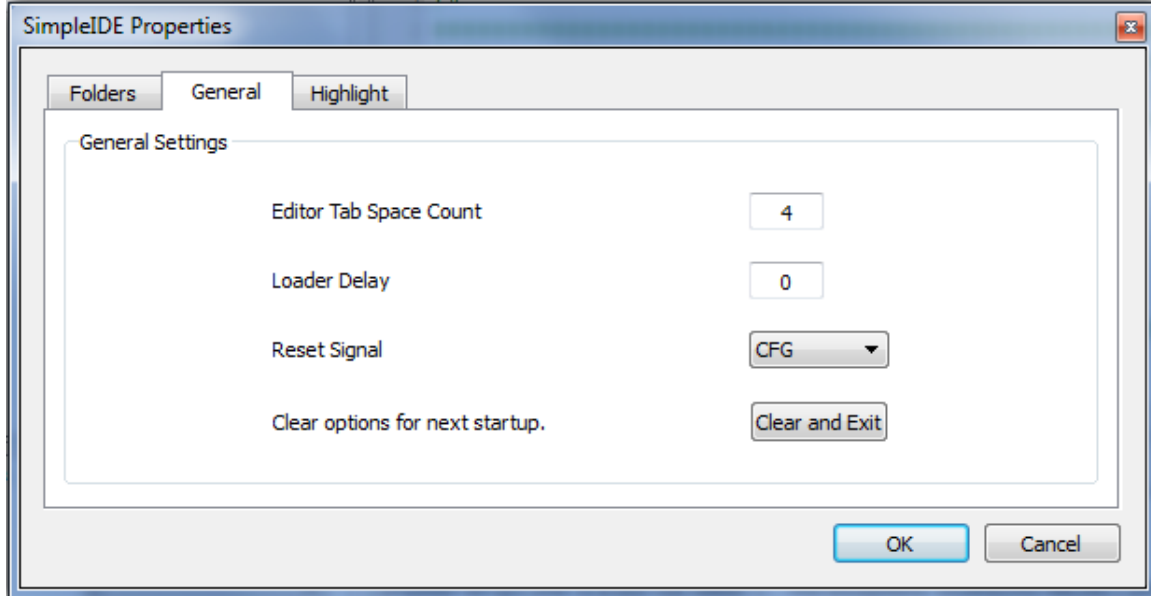 SimpleIDE Properties
Folders General Highlight
General Settings
Editor Tab Space Count 4
Loader Delay 0
Reset Signal CFG
Clear options for next startup. Clear and Exit
OK Cancel